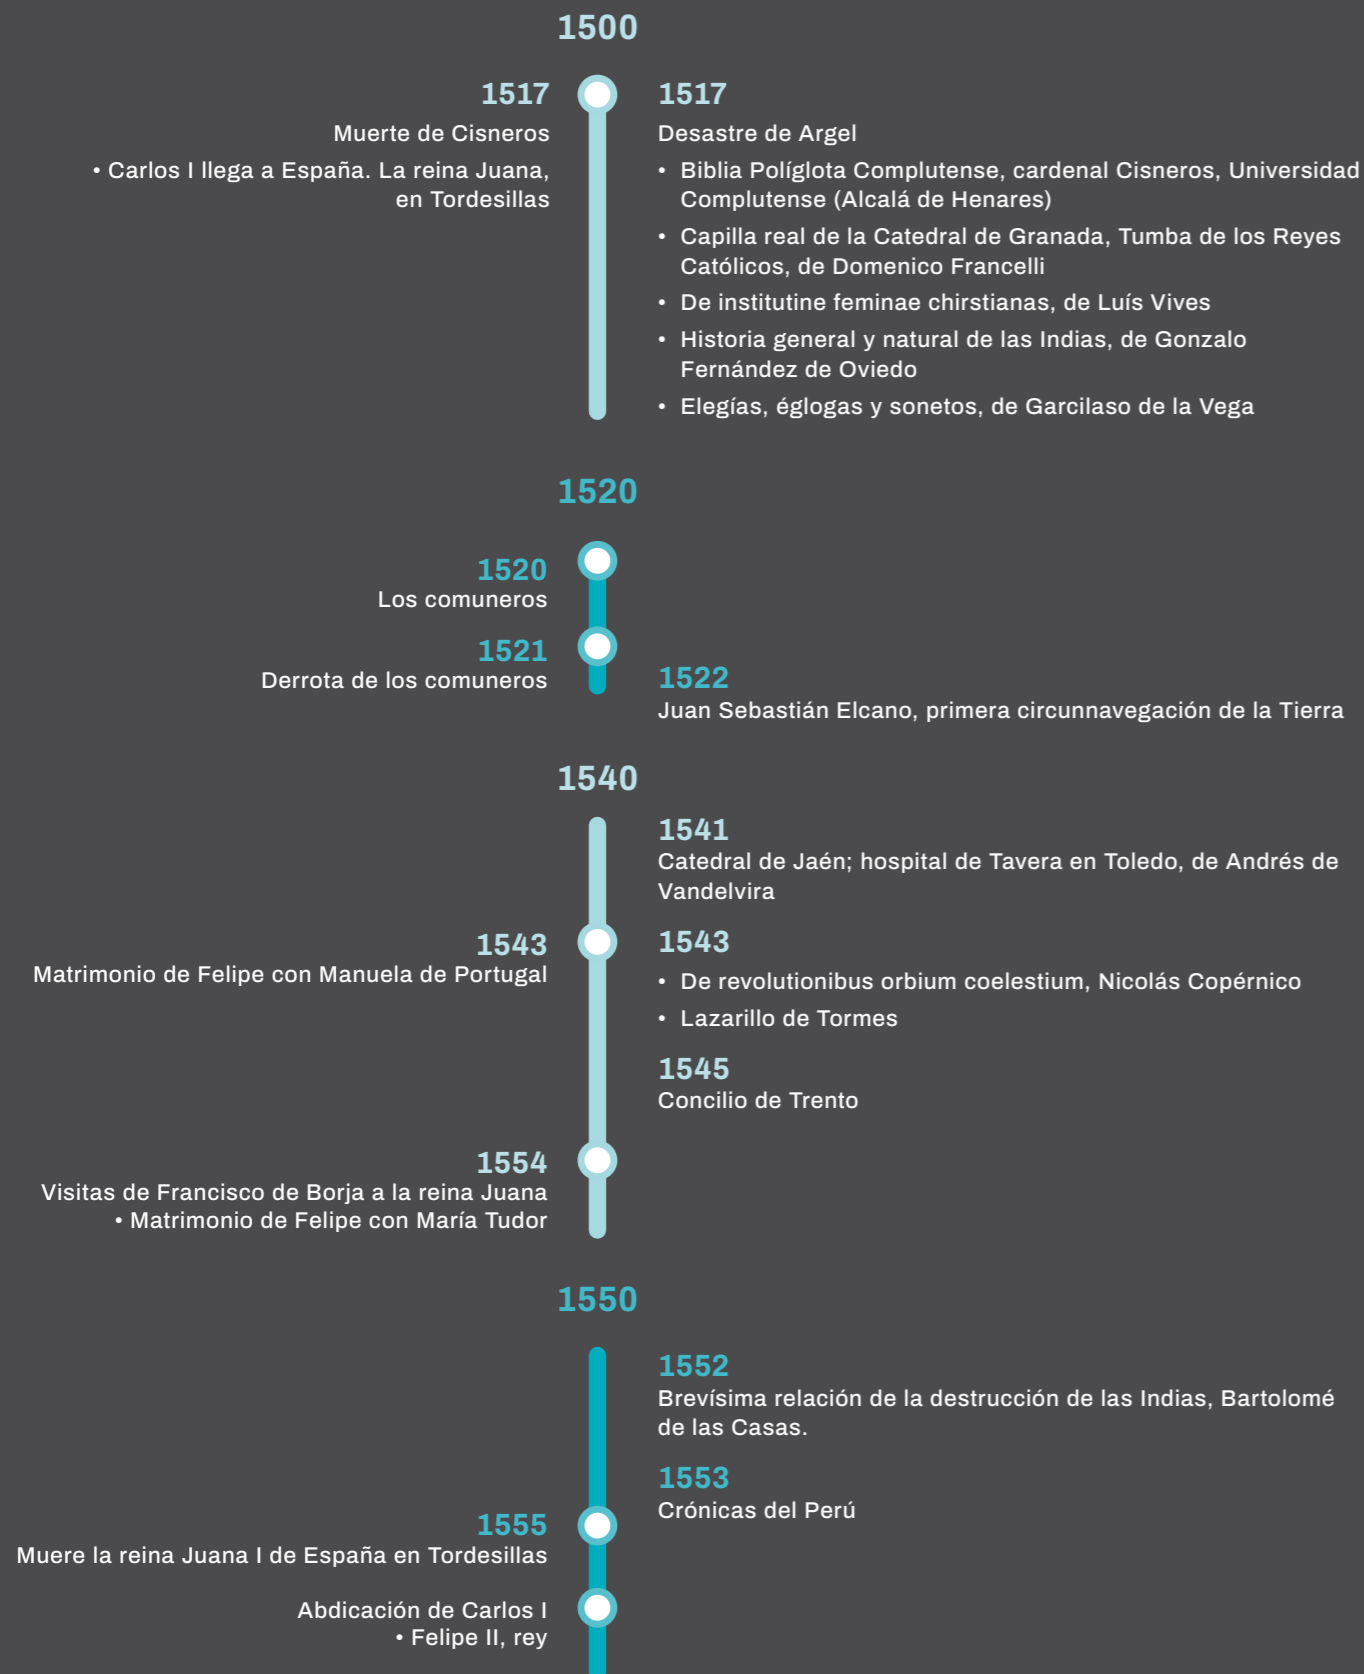 1500
1517
Muerte de Cisneros
• Carlos I llega a España. La reina Juana,
en Tordesillas
1517
Desastre de Argel
• Biblia Políglota Complutense, cardenal Cisneros, Universidad
Complutense (Alcalá de Henares)
• Capilla real de la Catedral de Granada, Tumba de los Reyes
Católicos, de Domenico Francelli
• De institutine feminae chirstianas, de Luís Vives
• Historia general y natural de las Indias, de Gonzalo
Fernández de Oviedo
• Elegías, églogas y sonetos, de Garcilaso de la Vega
1520
1520
Los comuneros
1521
Derrota de los comuneros
1522
Juan Sebastián Elcano, primera circunnavegación de la Tierra
1540
1541
Catedral de Jaén; hospital de Tavera en Toledo, de Andrés de
Vandelvira
1543
Matrimonio de Felipe con Manuela de Portugal
1543
• De revolutionibus orbium coelestium, Nicolás Copérnico
• Lazarillo de Tormes
1545
Concilio de Trento
1554
Visitas de Francisco de Borja a la reina Juana
• Matrimonio de Felipe con María Tudor
1550
1552
Brevísima relación de la destrucción de las Indias, Bartolomé
de las Casas.
1553
Crónicas del Perú
1555
Muere la reina Juana I de España en Tordesillas
Abdicación de Carlos I
• Felipe II, rey